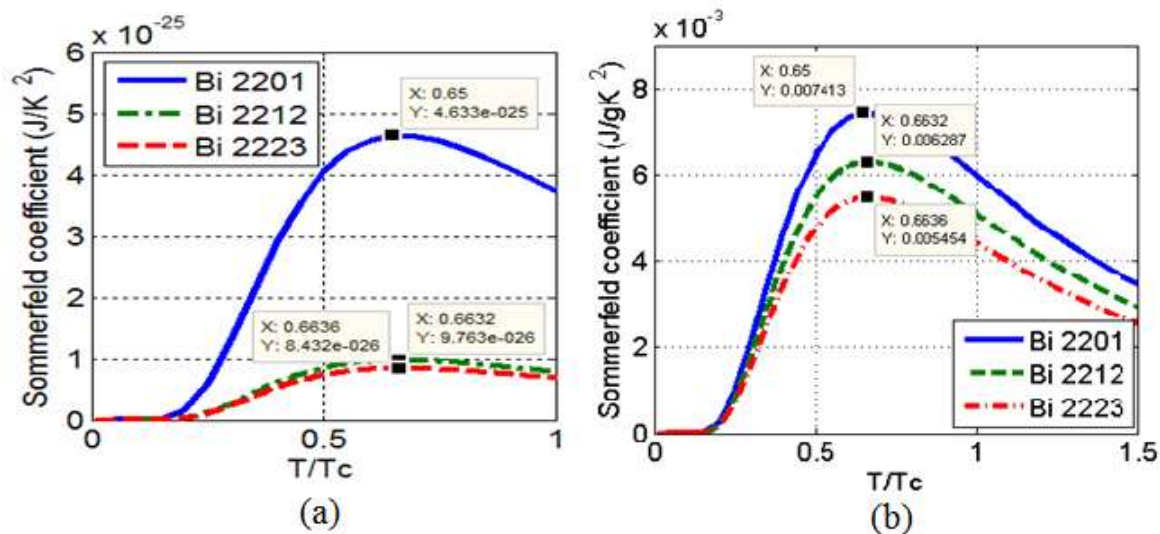 x 10^-25
Sommerfeld coefficient (J/K^2)
6
5
4
3
2
1
0
Bi 2201
Bi 2212
Bi 2223
X: 0.65
Y: 4.633e-025
X: 0.6636
Y: 8.432e-026
X: 0.6632
Y: 9.763e-026
0
0.5
1
T/Tc
(a)
x 10^-3
Sommerfeld coefficient (J/gK^2)
8
6
4
2
0
X: 0.65
Y: 0.007413
X: 0.6632
Y: 0.006287
X: 0.6636
Y: 0.005454
Bi 2201
Bi 2212
Bi 2223
0
0.5
1
1.5
T/Tc
(b)